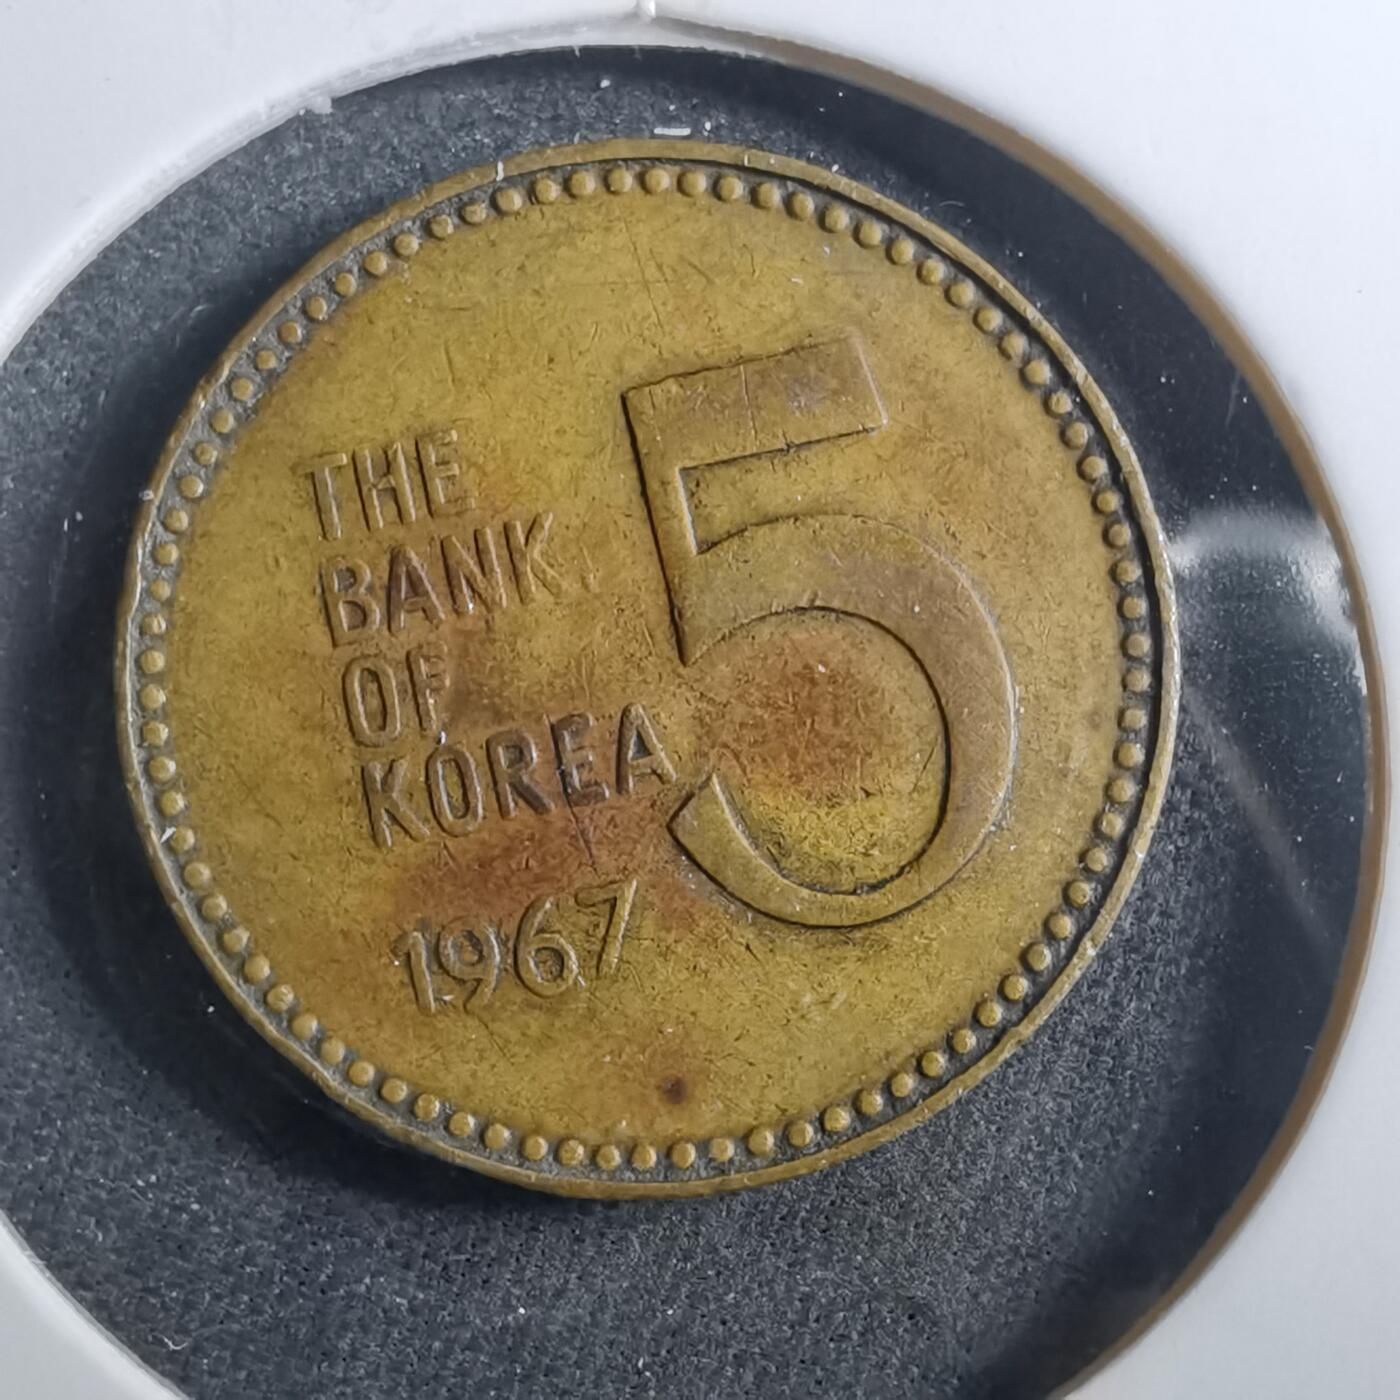 THE
BANK
OF
KOREA
1967
5